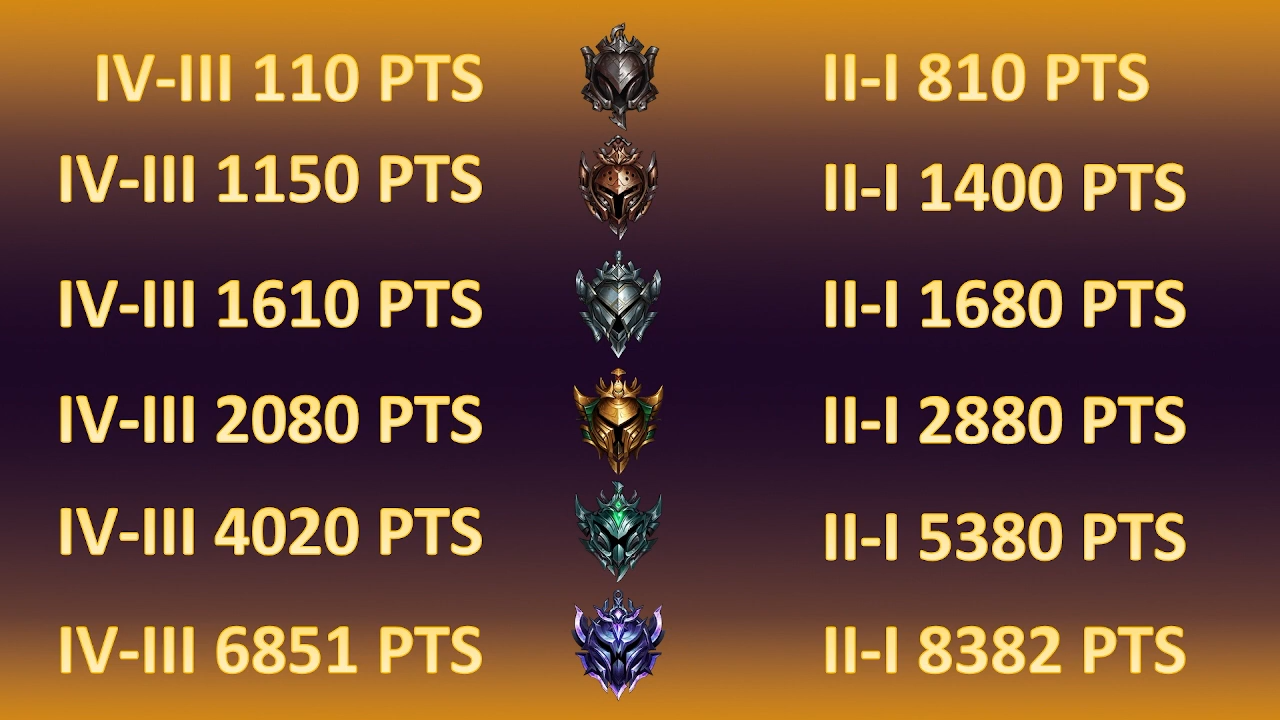 IV-III 110 PTS II-I 810 PTS
IV-III 1150 PTS II-I 1400 PTS
IV-III 1610 PTS II-I 1680 PTS
IV-III 2080 PTS II-I 2880 PTS
IV-III 4020 PTS II-I 5380 PTS
IV-III 6851 PTS II-I 8382 PTS